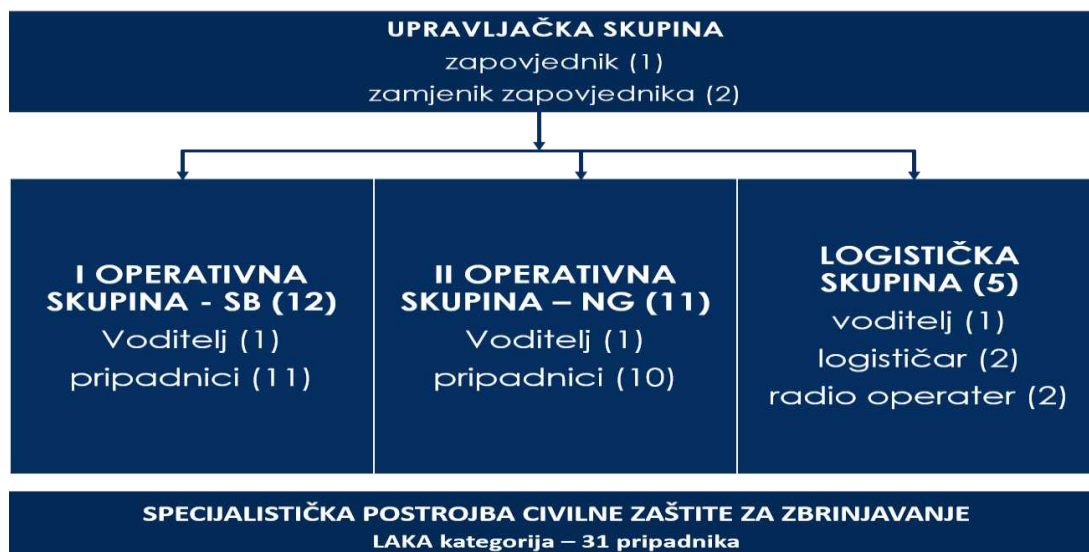 UPRAVLJAČKA SKUPINA
zapovjednik (1)
zamjenik zapovjednika (2)
I OPERATIVNA
SKUPINA - SB (12)
Voditelj (1)
pripadnici (11)
II OPERATIVNA
SKUPINA – NG (11)
Voditelj (1)
pripadnici (10)
LOGISTIČKA
SKUPINA (5)
voditelj (1)
logističar (2)
radio operater (2)
SPECIJALISTIČKA POSTROJBA CIVILNE ZAŠTITE ZA ZBRINJAVANJE
LAKA kategorija – 31 pripadnika